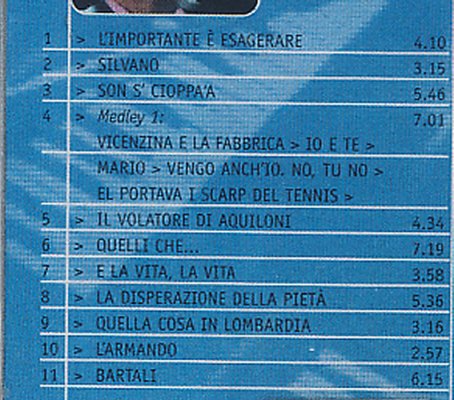 1 > L'IMPORTANTE È ESAGERARE 4.10
2 > SILVANO 3.15
3 > SON S' CIOPPA'A 5.46
4 > Medley 1: 7.01
VICENZINA E LA FABBRICA > IO E TE >
MARIO > VENGO ANCH'IO. NO, TU NO >
EL PORTAVA I SCARP DEL TENNIS >
5 > IL VOLATORE DI AQUILONI 4.34
6 > QUELLI CHE... 7.19
7 > E LA VITA, LA VITA 3.58
8 > LA DISPERAZIONE DELLA PIETÀ 5.36
9 > QUELLA COSA IN LOMBARDIA 3.16
10 > L'ARMANDO 2.57
11 > BARTALI 6.15